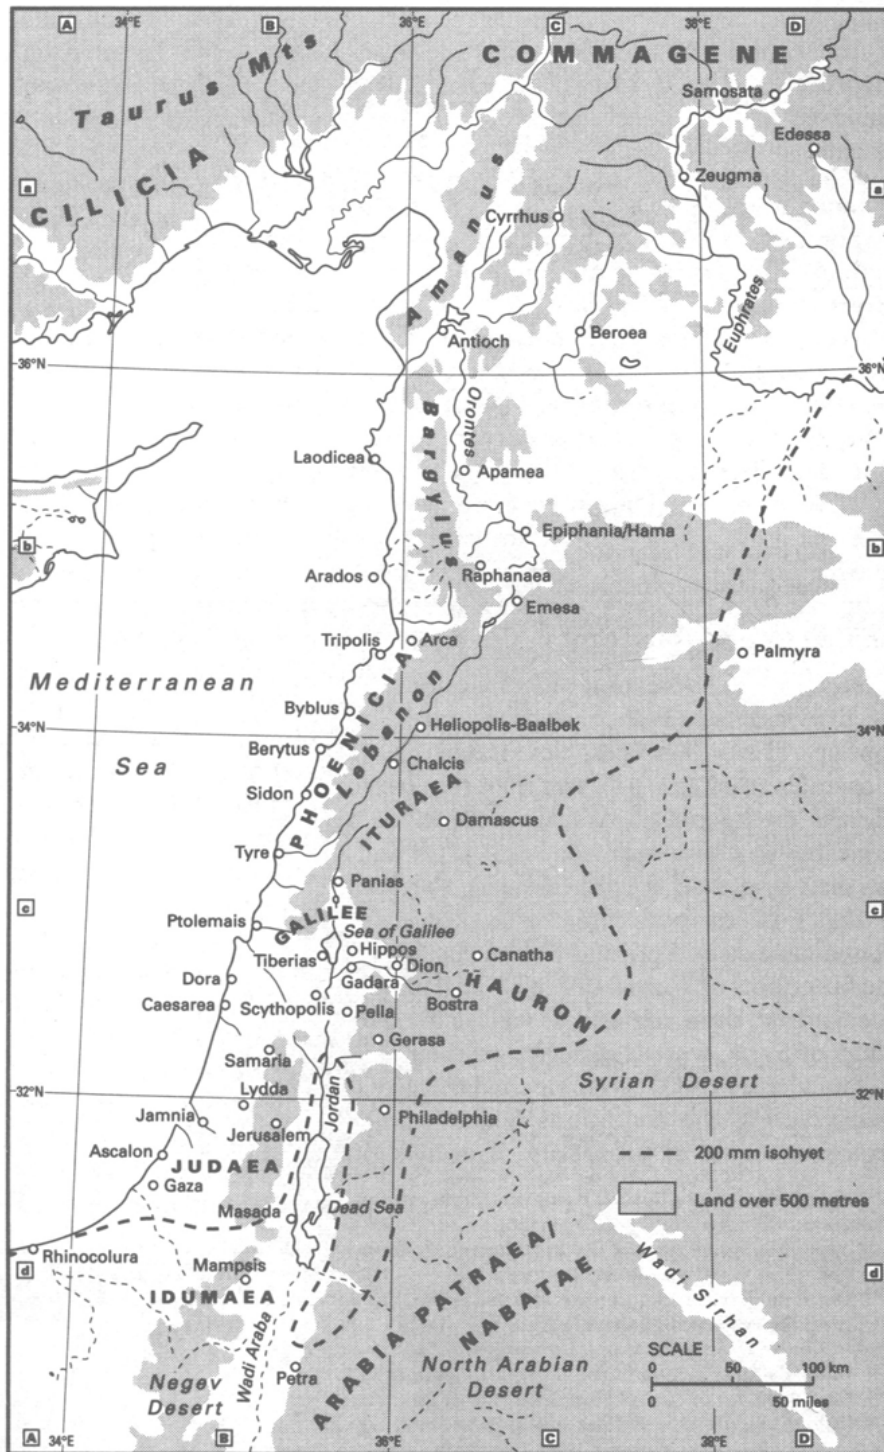 A
34°E
B
36°E
C
38°E
D
COMMAGENE
Taurus Mts
Samosata
Edessa
a
CILICIA
Zeugma
a
Amanus
Cyrrhus
Antioch
Beroea
Euphrates
36°N
36°N
Bargylus
Orontes
Laodicea
Apamea
b
Epiphania/Hama
b
Arados
Raphanaea
Emesa
Tripolis
Arca
Palmyra
Mediterranean
Sea
Byblus
PHOENICIA
Lebanon
Heliopolis-Baalbek
34°N
34°N
Berytus
Chalcis
Sidon
ITURAEA
Damascus
Tyre
Panias
c
c
Ptolemais
GALILEE
Sea of Galilee
Hippos
Tiberias
Dion
Canatha
Dora
Gadara
HAURON
Caesarea
Scythopolis
Bostra
Pella
Gerasa
Samaria
32°N
Syrian Desert
32°N
Lydda
Jordan
Jamnia
Philadelphia
Jerusalem
Ascalon
200 mm isohyet
JUDAEA
Gaza
Land over 500 metres
Masada
Dead Sea
Rhinocolura
d
Mampsis
d
IDUMAEA
ARABIA PATRAEA/
NABATAE
Wadi Sirhan
Wadi Araba
SCALE
0 50 100 km
0 50 miles
Petra
Negev
Desert
North Arabian
Desert
A
34°E
B
36°E
C
38°E
D